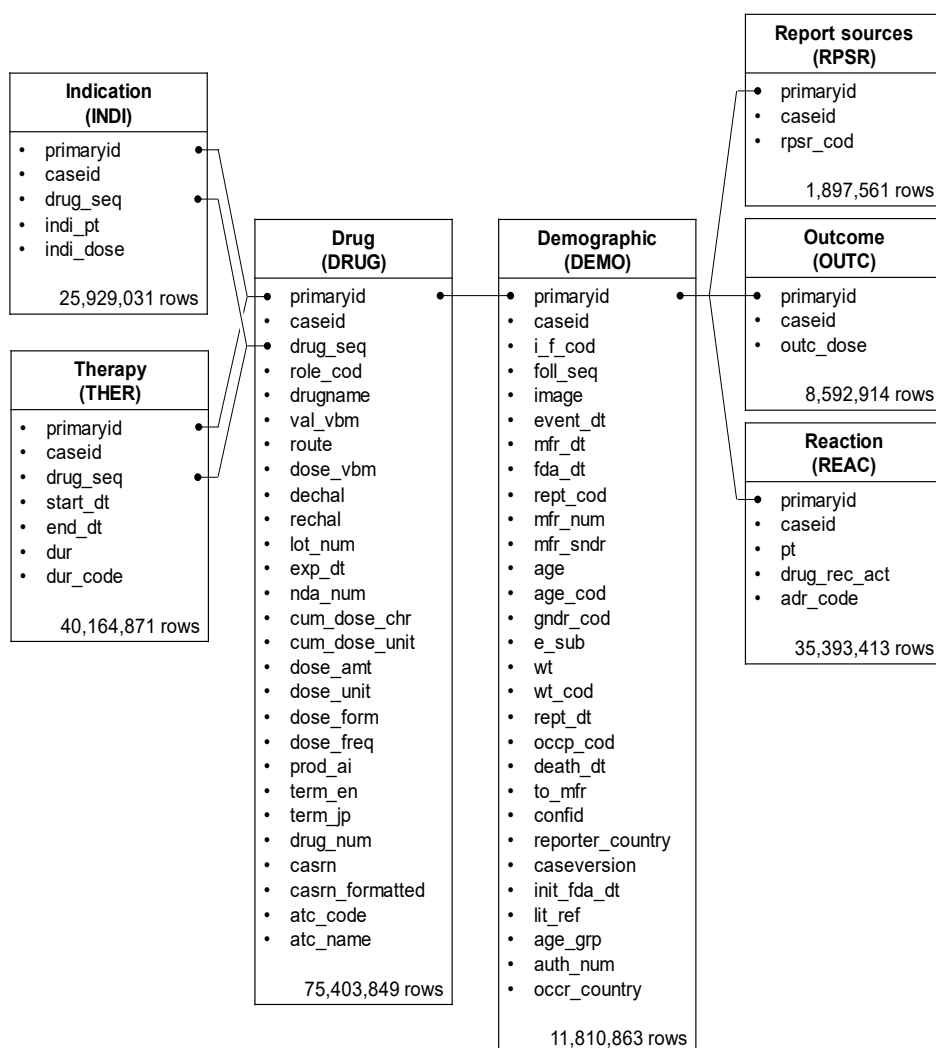 Indication
(INDI)
• primaryid
• caseid
• drug_seq
• indi_pt
• indi_dose
25,929,031 rows
Therapy
(THER)
• primaryid
• caseid
• drug_seq
• start_dt
• end_dt
• dur
• dur_code
40,164,871 rows
Drug
(DRUG)
• primaryid
• caseid
• drug_seq
• role_cod
• drugname
• val_vbm
• route
• dose_vbm
• dechal
• rechal
• lot_num
• exp_dt
• nda_num
• cum_dose_chr
• cum_dose_unit
• dose_amt
• dose_unit
• dose_form
• dose_freq
• prod_ai
• term_en
• term_jp
• drug_num
• casrn
• casrn_formatted
• atc_code
• atc_name
75,403,849 rows
Demographic
(DEMO)
• primaryid
• caseid
• i_f_cod
• foll_seq
• image
• event_dt
• mfr_dt
• fda_dt
• rept_cod
• mfr_num
• mfr_sndr
• age
• age_cod
• gndr_cod
• e_sub
• wt
• wt_cod
• rept_dt
• occp_cod
• death_dt
• to_mfr
• confid
• reporter_country
• caseversion
• init_fda_dt
• lit_ref
• age_grp
• auth_num
• occr_country
11,810,863 rows
Report sources
(RPSR)
• primaryid
• caseid
• rpsr_cod
1,897,561 rows
Outcome
(OUTC)
• primaryid
• caseid
• outc_dose
8,592,914 rows
Reaction
(REAC)
• primaryid
• caseid
• pt
• drug_rec_act
• adr_code
35,393,413 rows